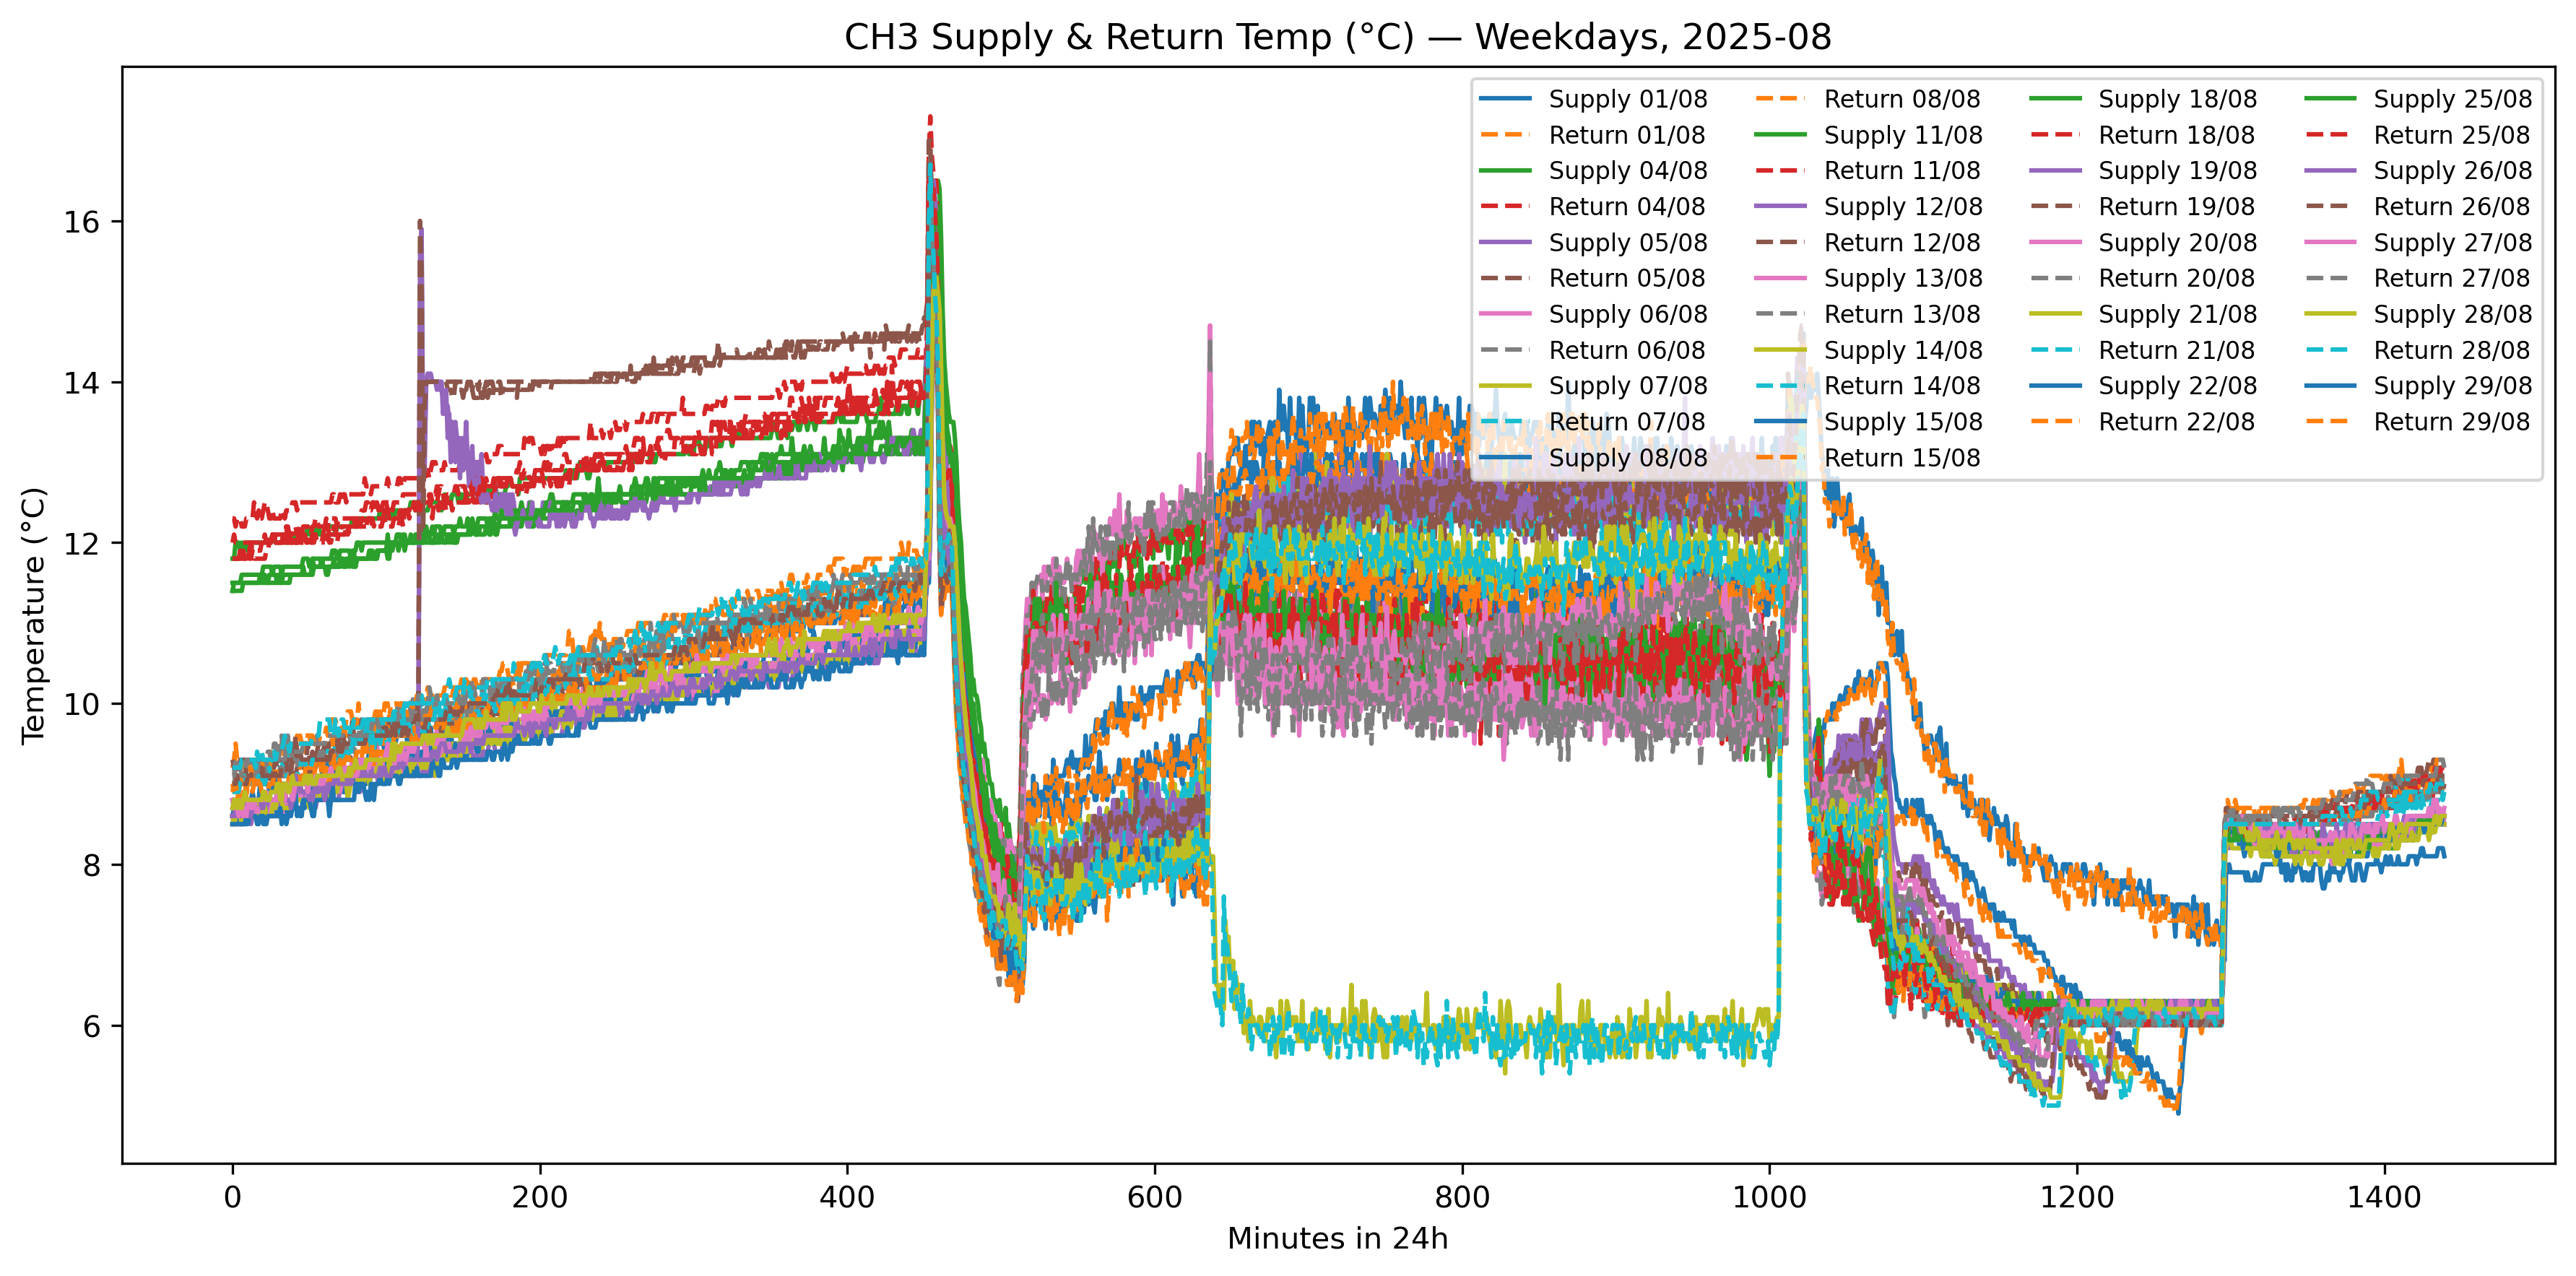 CH3 Supply & Return Temp (°C) — Weekdays, 2025-08
Temperature (°C)
16
14
12
10
8
6
0
200
400
600
800
1000
1200
1400
Minutes in 24h
Supply 01/08
Return 01/08
Supply 04/08
Return 04/08
Supply 05/08
Return 05/08
Supply 06/08
Return 06/08
Supply 07/08
Return 07/08
Supply 08/08
Return 08/08
Supply 11/08
Return 11/08
Supply 12/08
Return 12/08
Supply 13/08
Return 13/08
Supply 14/08
Return 14/08
Supply 15/08
Return 15/08
Supply 18/08
Return 18/08
Supply 19/08
Return 19/08
Supply 20/08
Return 20/08
Supply 21/08
Return 21/08
Supply 22/08
Return 22/08
Supply 25/08
Return 25/08
Supply 26/08
Return 26/08
Supply 27/08
Return 27/08
Supply 28/08
Return 28/08
Supply 29/08
Return 29/08